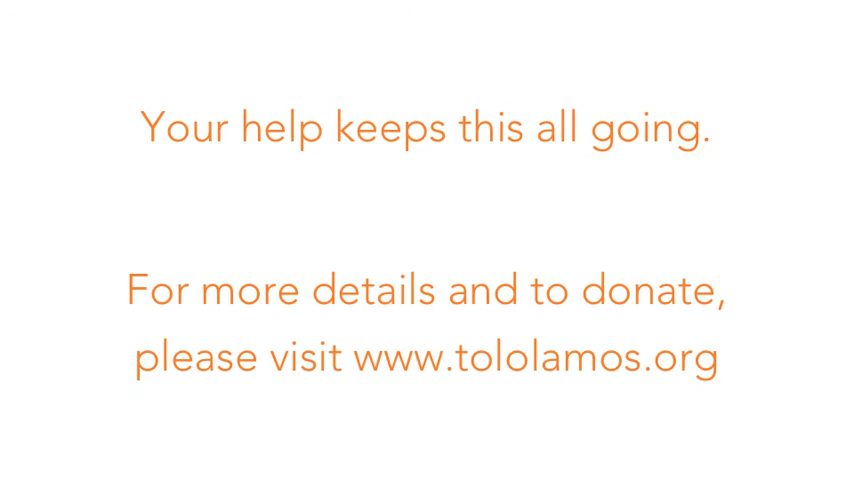 Your help keeps this all going.
For more details and to donate,
please visit www.tololamos.org